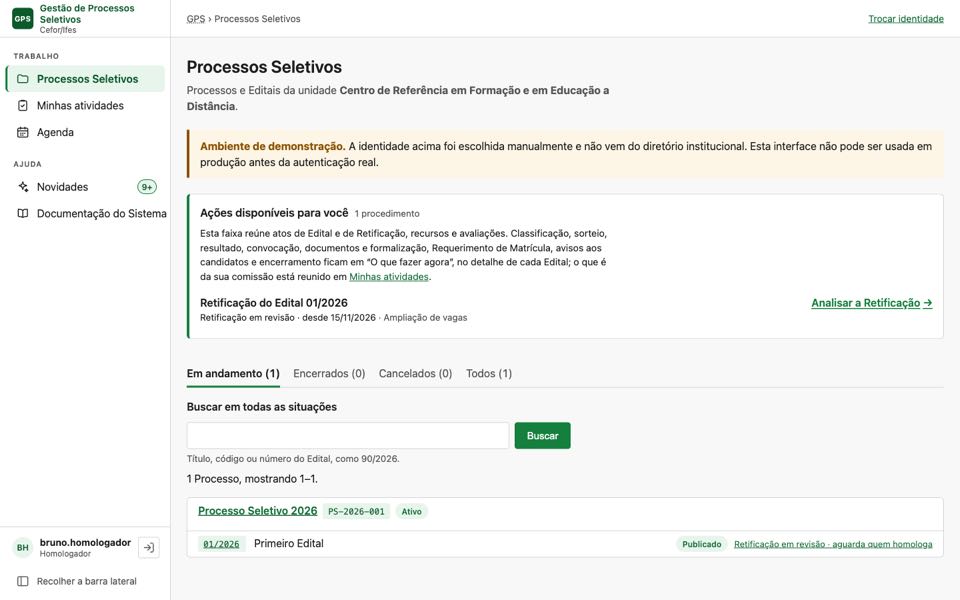 GPS
Gestão de Processos
Seletivos
Cefor/Ifes
GPS › Processos Seletivos
Trocar identidade
TRABALHO
Processos Seletivos
Minhas atividades
Agenda
AJUDA
Novidades
9+
Documentação do Sistema
Processos Seletivos
Processos e Editais da unidade Centro de Referência em Formação e em Educação a
Distância.
Ambiente de demonstração. A identidade acima foi escolhida manualmente e não vem do diretório institucional. Esta interface não pode ser usada em
produção antes da autenticação real.
Ações disponíveis para você 1 procedimento
Esta faixa reúne atos de Edital e de Retificação, recursos e avaliações. Classificação, sorteio,
resultado, convocação, documentos e formalização, Requerimento de Matrícula, avisos aos
candidatos e encerramento ficam em “O que fazer agora”, no detalhe de cada Edital; o que é
da sua comissão está reunido em Minhas atividades.
Retificação do Edital 01/2026
Analisar a Retificação →
Retificação em revisão · desde 15/11/2026 · Ampliação de vagas
Em andamento (1) Encerrados (0) Cancelados (0) Todos (1)
Buscar em todas as situações
Buscar
Título, código ou número do Edital, como 90/2026.
1 Processo, mostrando 1–1.
Processo Seletivo 2026 PS-2026-001 Ativo
01/2026 Primeiro Edital Publicado Retificação em revisão · aguarda quem homologa
BH
bruno.homologador
Homologador
Recolher a barra lateral